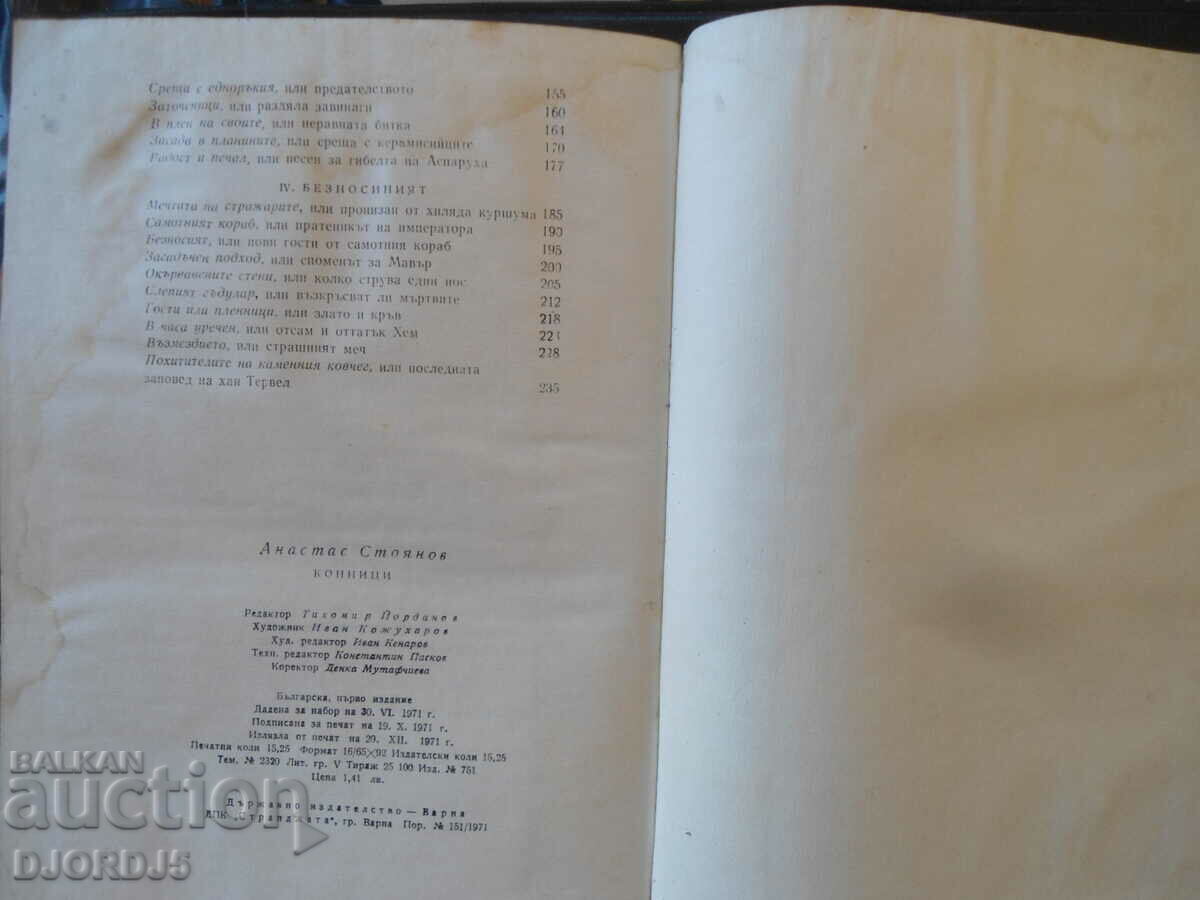 Среща с едноръкия, или предателството 155
Заточеници, или раздяла завинаги 160
В плен на своите, или неравната битка 164
Засада в планините, или среща с керамисийците 170
Радост и печал, или песен за гибелта на Аспаруха 177
IV. БЕЗНОСИНИЯТ
Мечтата на стражарите, или пронизан от хиляда куршума 185
Самотният кораб, или пратеникът на императора 190
Безносият, или нови гости от самотния кораб 195
Засадъчен подход, или споменът за Мавър 200
Окървавените стени, или колко струва един нос 205
Слепият съдулар, или възкръсват ли мъртвите 212
Гости или пленници, или злато и кръв 218
В часа уречен, или отсам и оттатък Хем 223
Възмездието, или страшният меч 228
Похитителите на каменния ковчег, или последната
заповед на хан Тервел 235
Анастас Стоянов
КОННИЦИ
Редактор Тихомир Йорданов
Художник Иван Кожухаров
Худ. редактор Иван Кенаров
Техн. редактор Константин Пасков
Коректор Денка Мутафчиева
Българска, първо издание
Дадена за набор на 30. VI. 1971 г.
Подписана за печат на 19. X. 1971 г.
Излязла от печат на 20. XII. 1971 г.
Печатни коли 15,25 Формат 16/65×92 Издателски коли 15,25
Тем. № 2320 Лит. гр. V Тираж 25 100 Изд. № 751
Цена 1,41 лв.
Държавно издателство — Варна
ДПК „Странджата", гр. Варна Пор. № 151/1971
BALKAN
auction
DJORDJ5